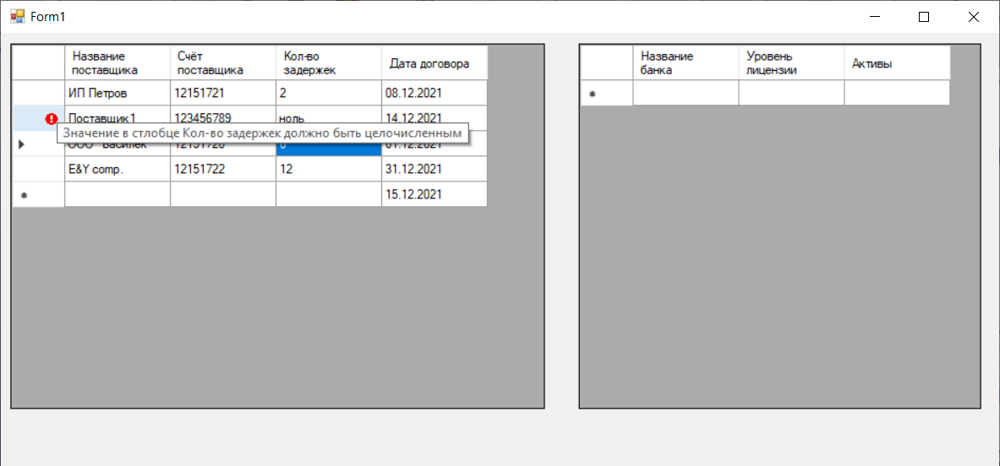 Form1
Название поставщика
Счёт поставщика
Кол-во задержек
Дата договора
ИП Петров 12151721 2 08.12.2021
Поставщик1 123456789 ноль 14.12.2021
Значение в стлобце Кол-во задержек должно быть целочисленным
ООО "Василек" 12151720 0 01.12.2021
E&Y comp. 12151722 12 31.12.2021
15.12.2021
Название банка
Уровень лицензии
Активы